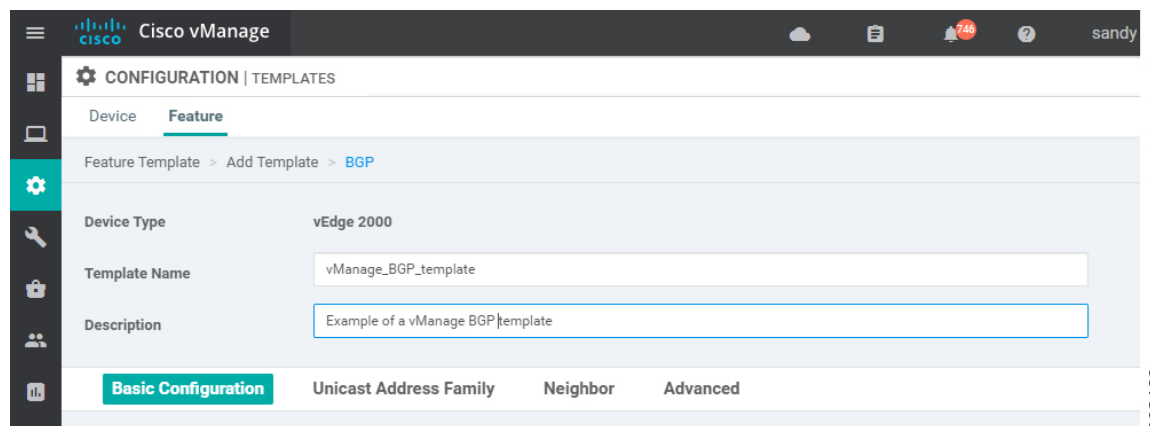 CISCO Cisco vManage 746 ? sandy
CONFIGURATION | TEMPLATES
Device Feature
Feature Template > Add Template > BGP
Device Type vEdge 2000
Template Name vManage_BGP_template
Description Example of a vManage BGP template
Basic Configuration Unicast Address Family Neighbor Advanced